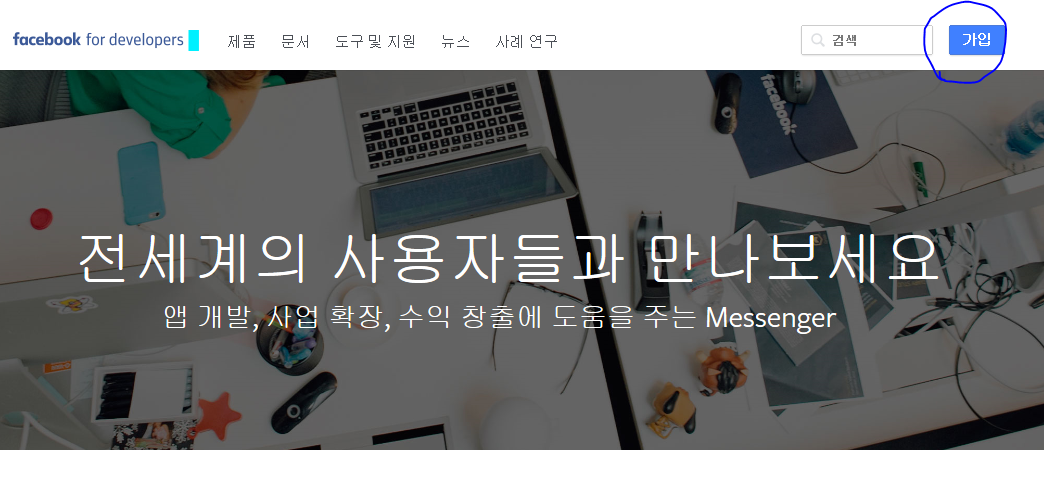 facebook for developers 제품 문서 도구 및 지원 뉴스 사례 연구 검색 가입
facebook
전세계의 사용자들과 만나보세요
앱 개발, 사업 확장, 수익 창출에 도움을 주는 Messenger